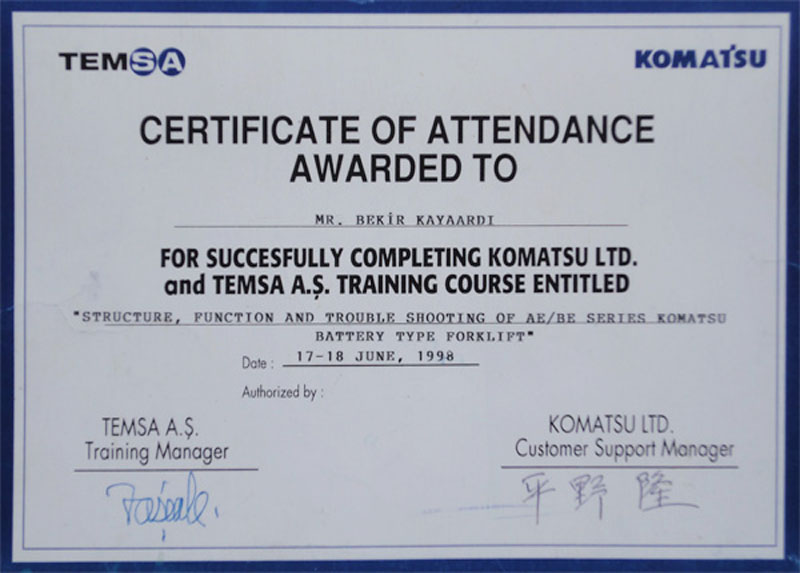 TEMSA
KOMATSU
CERTIFICATE OF ATTENDANCE
AWARDED TO
MR. BEKİR KAYAARDI
FOR SUCCESFULLY COMPLETING KOMATSU LTD.
and TEMSA A.Ş. TRAINING COURSE ENTITLED
"STRUCTURE, FUNCTION AND TROUBLE SHOOTING OF AE/BE SERIES KOMATSU
BATTERY TYPE FORKLIFT"
Date : 17-18 JUNE, 1998
Authorized by :
TEMSA A.Ş.
Training Manager
KOMATSU LTD.
Customer Support Manager
平野 隆